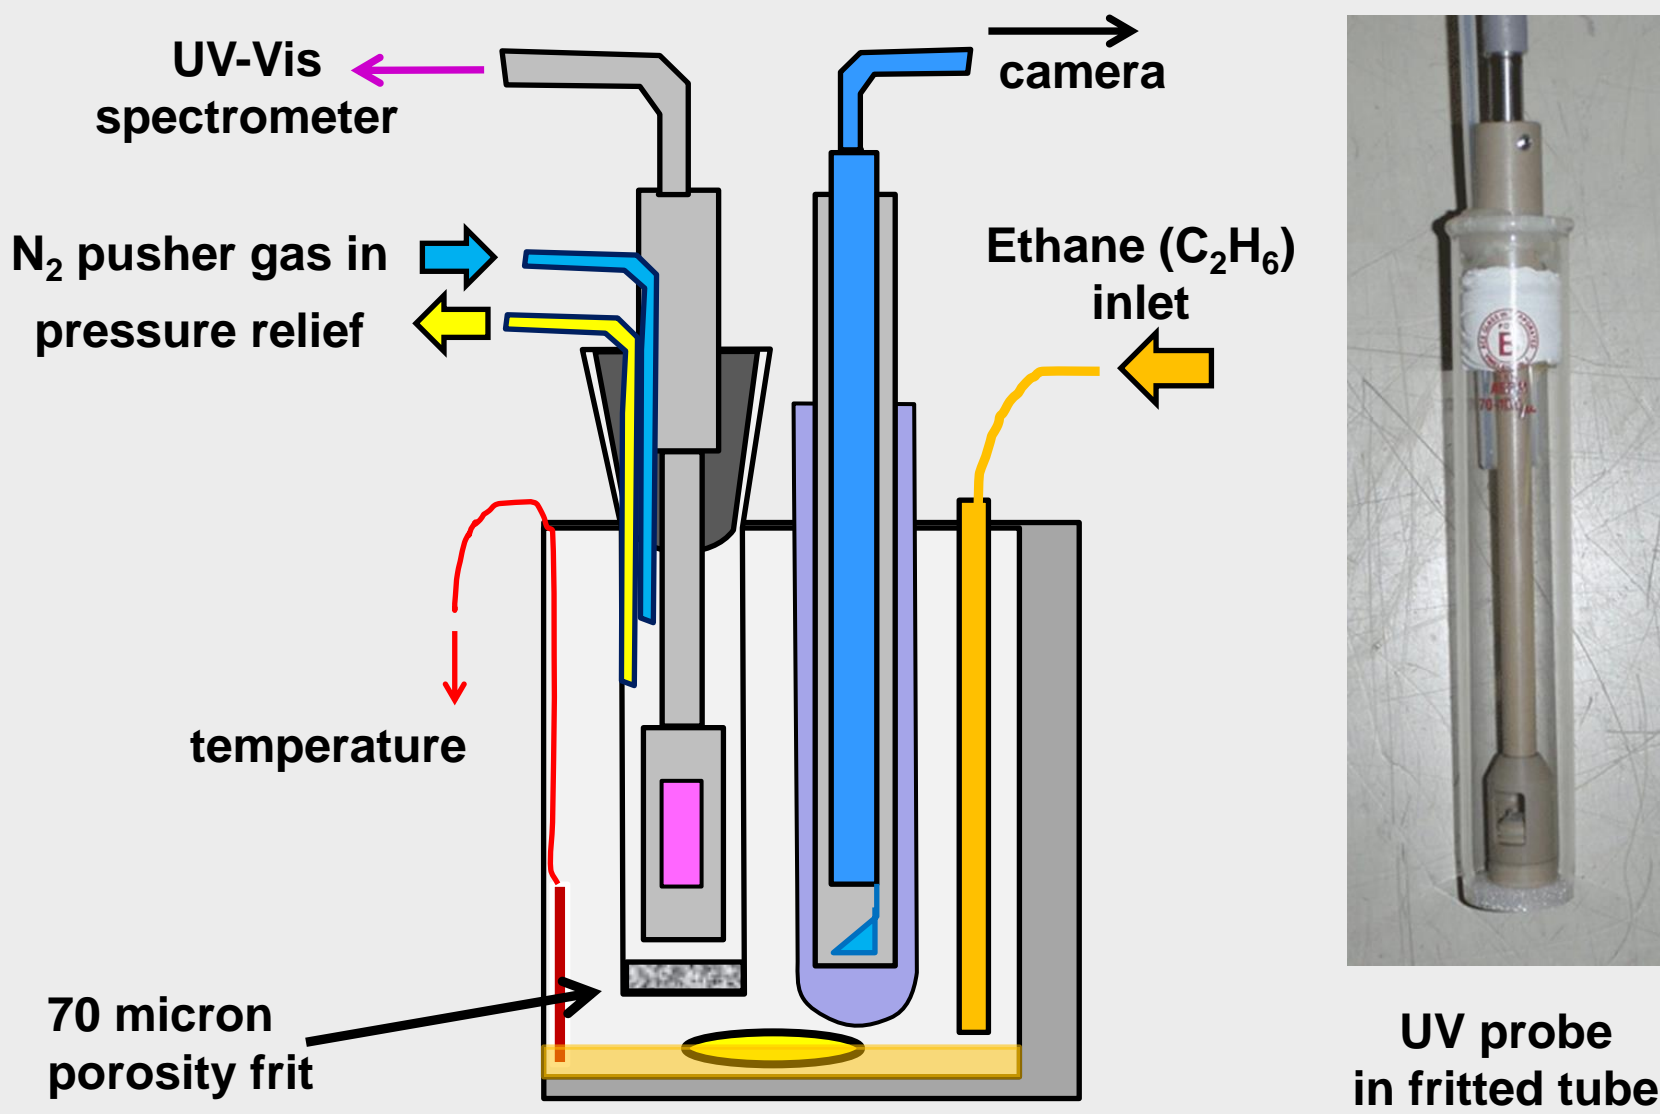 UV-Vis
spectrometer
camera
N₂ pusher gas in
pressure relief
Ethane (C₂H₆)
inlet
temperature
70 micron
porosity frit
E
UV probe
in fritted tube